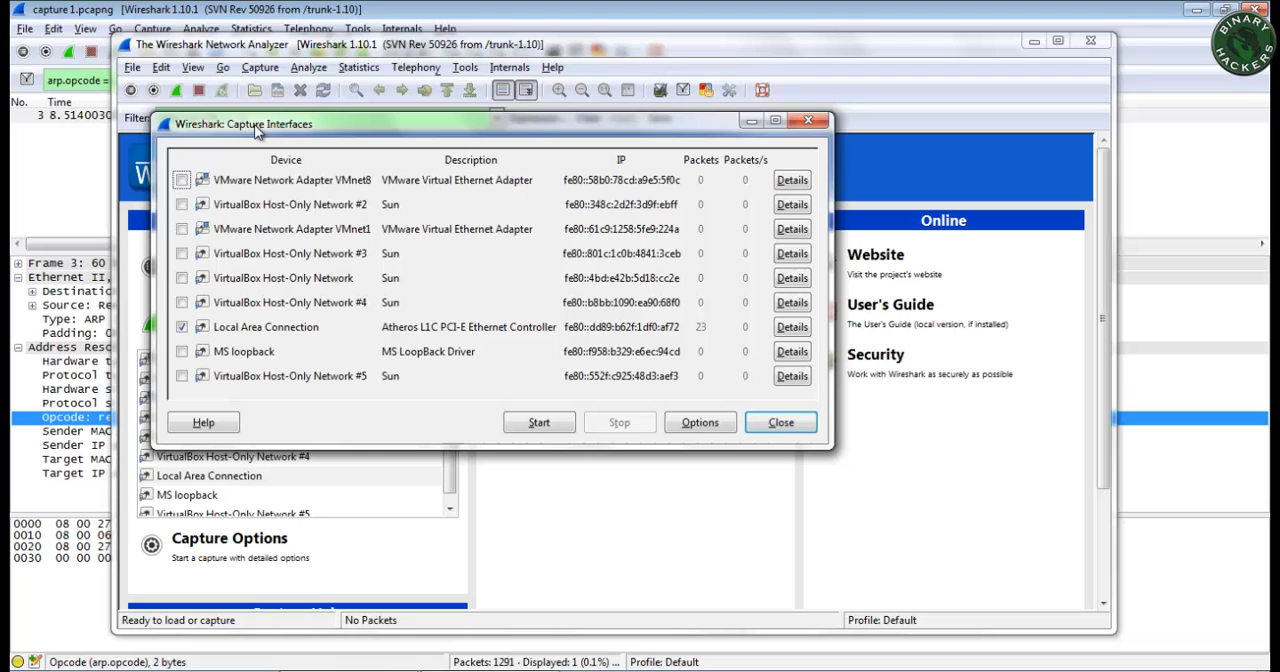 capture 1.pcapng [Wireshark 1.10.1 (SVN Rev 50926 from /trunk-1.10)]
File Edit View Go Capture Analyze Statistics Telephony Tools Internals Help
BINARY HACKERS
The Wireshark Network Analyzer [Wireshark 1.10.1 (SVN Rev 50926 from /trunk-1.10)]
File Edit View Go Capture Analyze Statistics Telephony Tools Internals Help
arp.opcode =
No. Time
3 8.5140030
Filter:
Wireshark: Capture Interfaces
Device Description IP Packets Packets/s
VMware Network Adapter VMnet8 VMware Virtual Ethernet Adapter fe80::58b0:78cd:a9e5:5f0c 0 0 Details
VirtualBox Host-Only Network #2 Sun fe80::348c:2d2f:3d9f:ebff 0 0 Details
VMware Network Adapter VMnet1 VMware Virtual Ethernet Adapter fe80::61c9:1258:5fe9:224a 0 0 Details
VirtualBox Host-Only Network #3 Sun fe80::801c:1c0b:4841:3ceb 0 0 Details
VirtualBox Host-Only Network Sun fe80::4bd:e42b:5d18:cc2e 0 0 Details
VirtualBox Host-Only Network #4 Sun fe80::b8bb:1090:ea90:68f0 0 0 Details
Local Area Connection Atheros L1C PCI-E Ethernet Controller fe80::dd89:b62f:1df0:af72 23 0 Details
MS loopback MS LoopBack Driver fe80::f958:b329:e6ec:94cd 0 0 Details
VirtualBox Host-Only Network #5 Sun fe80::552f:c925:48d3:aef3 0 0 Details
Help Start Stop Options Close
Online
Website
Visit the project's website
User's Guide
The User's Guide (local version, if installed)
Security
Work with Wireshark as securely as possible
Frame 3: 60
Ethernet II,
Destinatio
Source: Re
Type: ARP
Padding: 0
Address Reso
Hardware t
Protocol t
Hardware s
Protocol s
Opcode: re
Sender MAC
Sender IP
Target MAC
Target IP
VirtualBox Host-Only Network #4
Local Area Connection
MS loopback
VirtualBox Host-Only Network #5
Capture Options
Start a capture with detailed options
0000 08 00 27
0010 08 00 06
0020 08 00 27
0030 00 00 00
Ready to load or capture No Packets Profile: Default
Opcode (arp.opcode), 2 bytes Packets: 1291 · Displayed: 1 (0.1%) ... Profile: Default